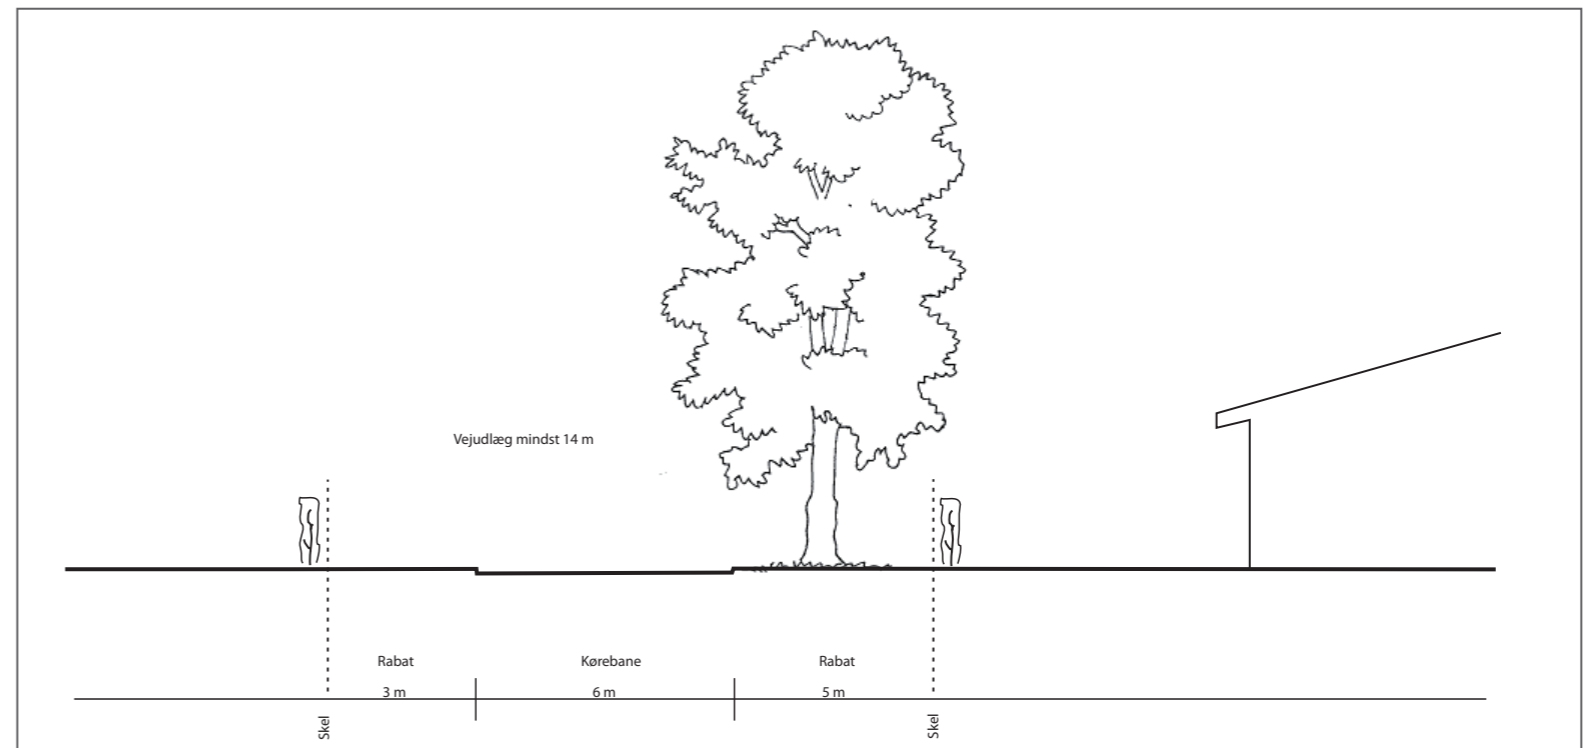 Vejudlæg mindst 14 m
Rabat
Kørebane
Rabat
3 m
6 m
5 m
Skel
Skel